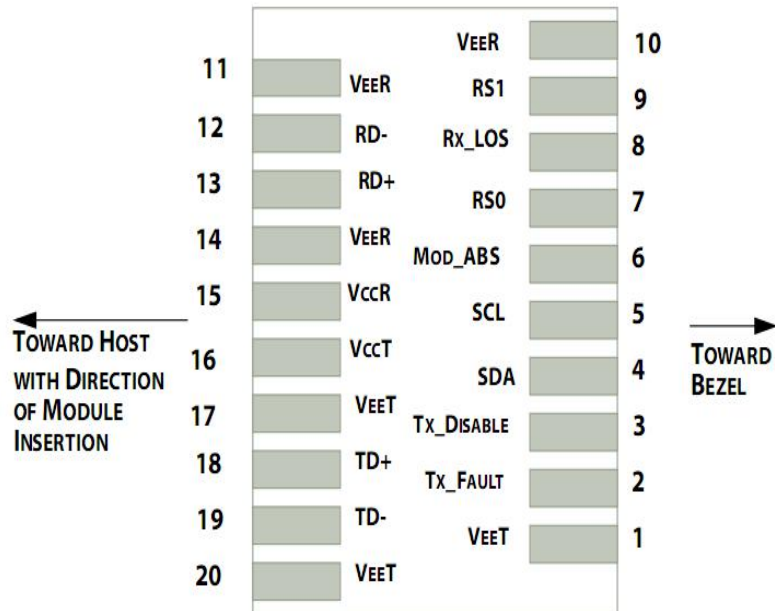 11
VEER
12
RD-
13
RD+
14
VEER
15
VCCR
16
VCCT
17
VEET
18
TD+
19
TD-
20
VEET
TOWARD HOST
WITH DIRECTION
OF MODULE
INSERTION
VEER
10
RS1
9
RX_LOS
8
RS0
7
MOD_ABS
6
SCL
5
SDA
4
TX_DISABLE
3
TX_FAULT
2
VEET
1
TOWARD
BEZEL